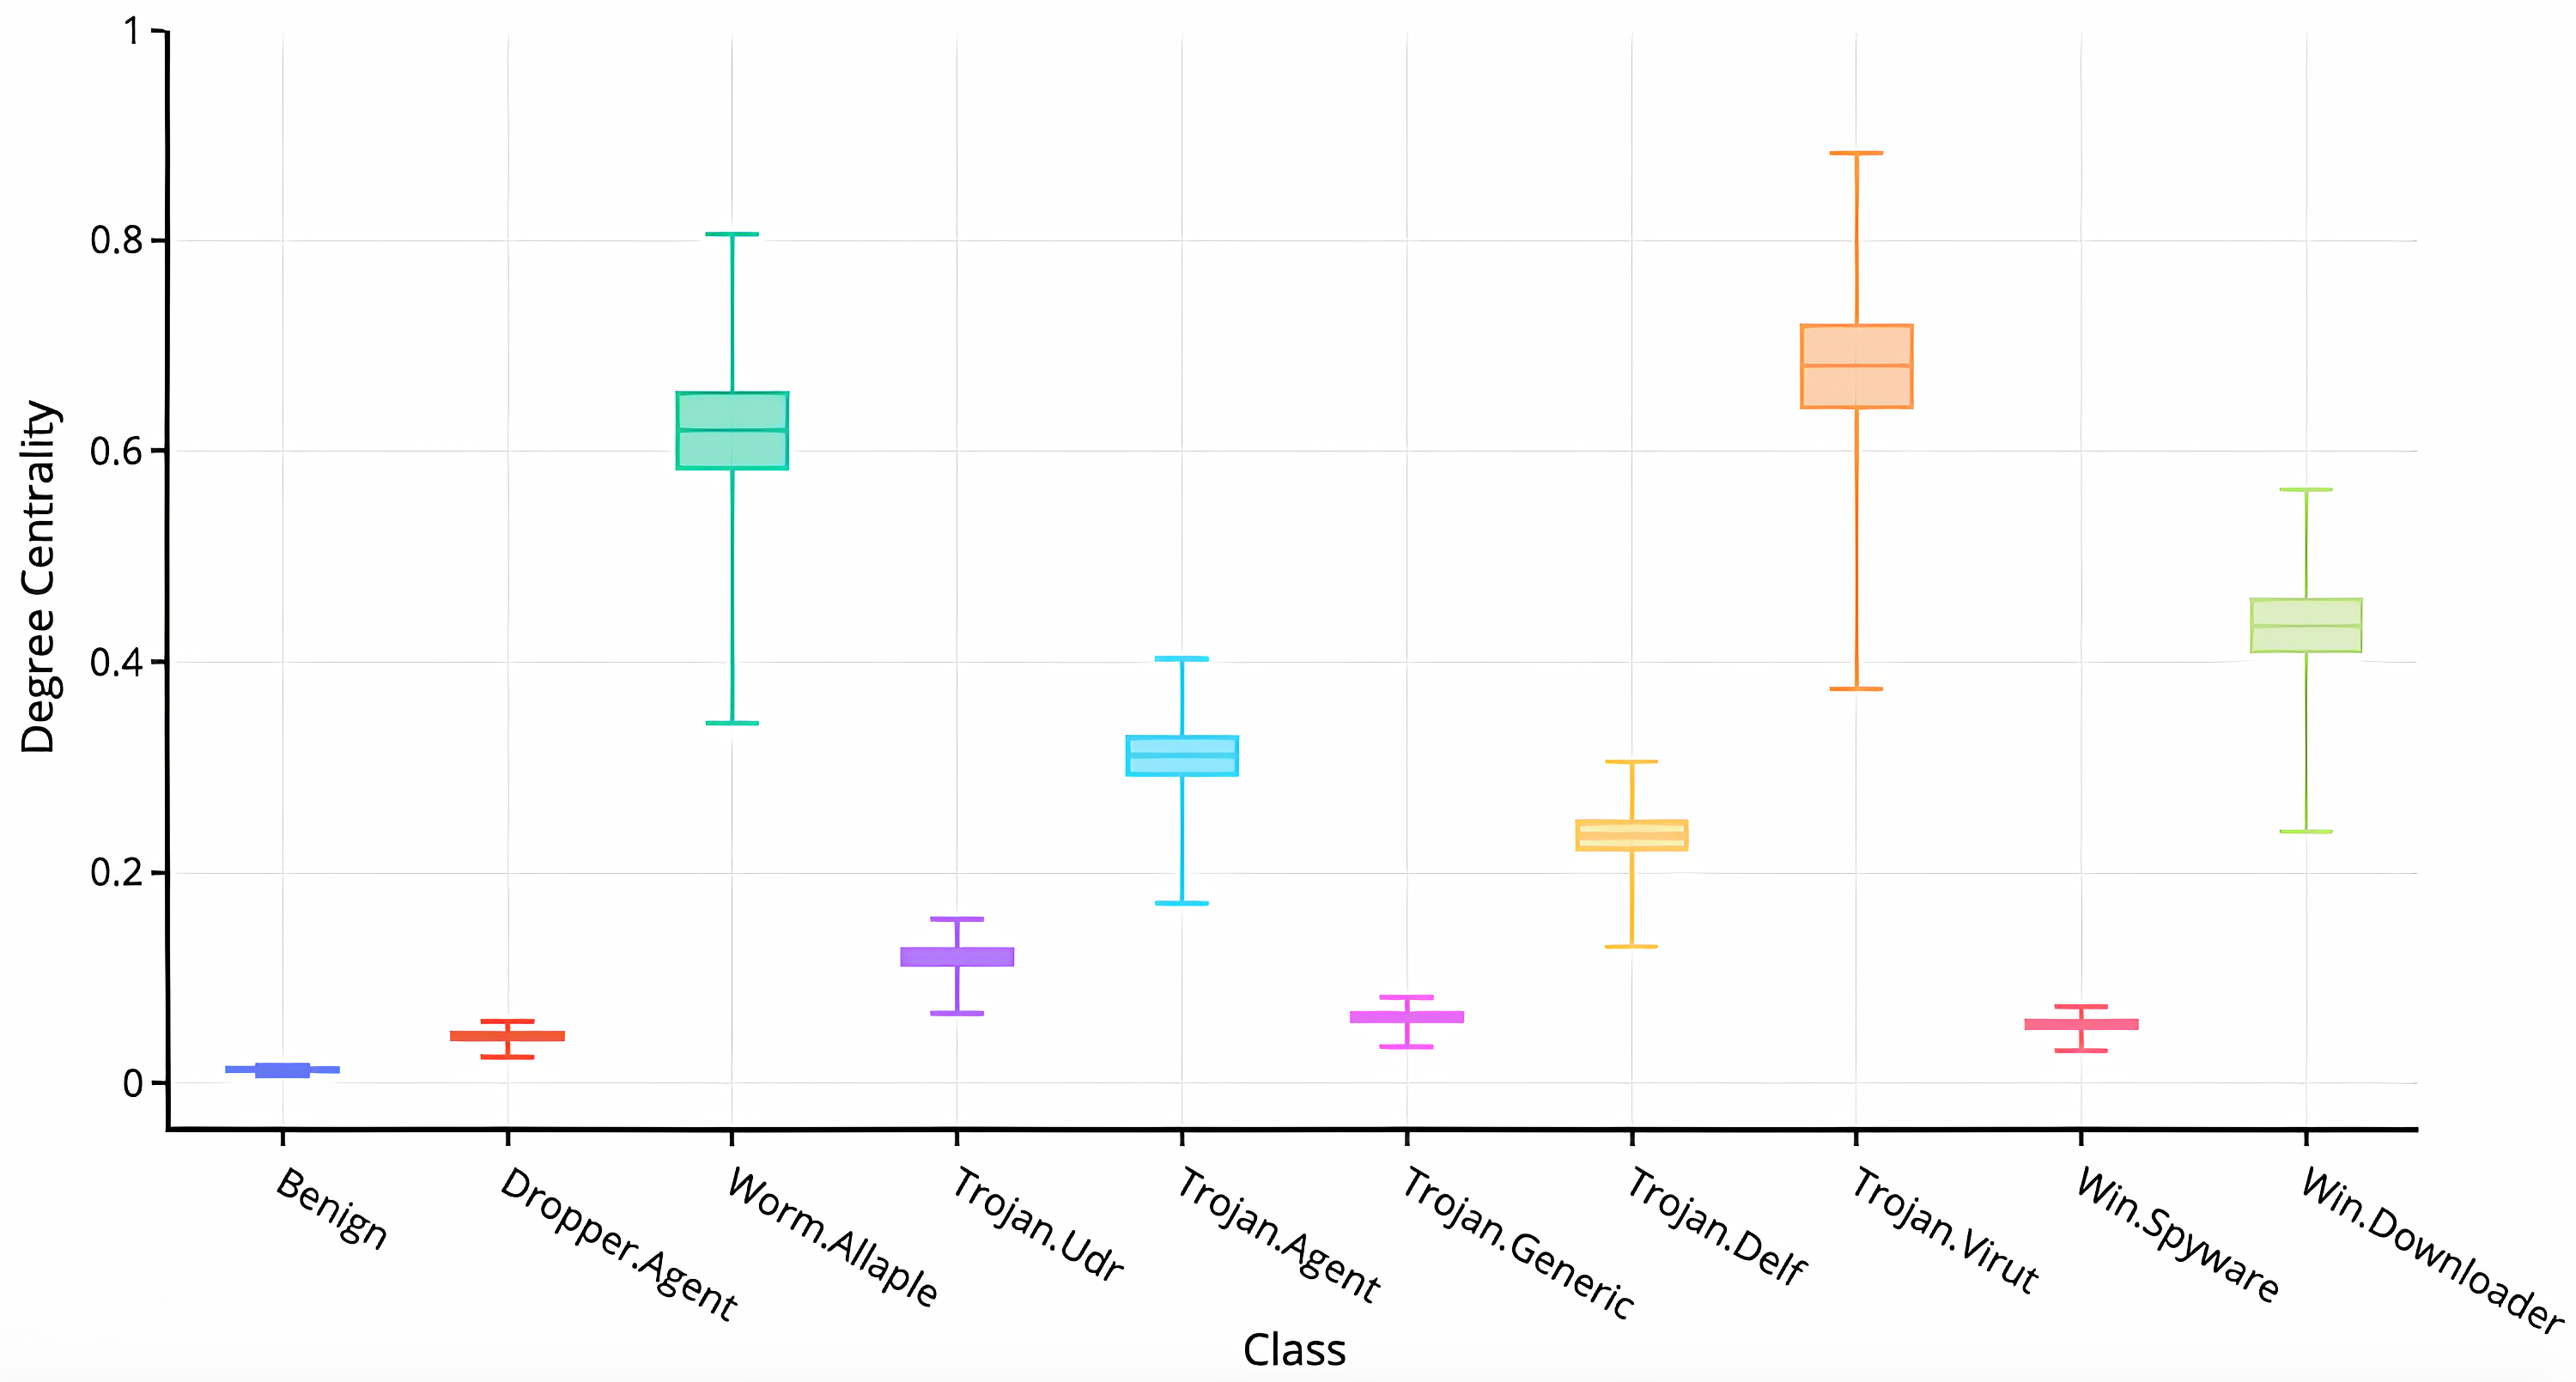 1
0.8
0.6
0.4
0.2
0
Degree Centrality
Benign
Dropper.Agent
Worm.Allaple
Trojan.Udr
Trojan.Agent
Trojan.Generic
Trojan.Delf
Trojan.Virut
Win.Spyware
Win.Downloader
Class